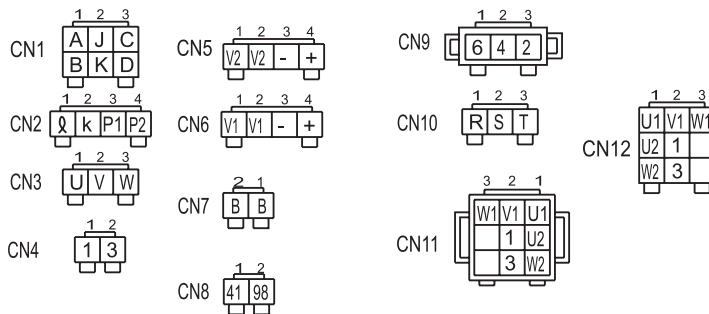 CN1
1 2 3
A J C
B K D
CN2
1 2 3 4
ℓ k P1 P2
CN3
1 2 3
U V W
CN4
1 2
1 3
CN5
1 2 3 4
V2 V2 - +
CN6
1 2 3 4
V1 V1 - +
CN7
2 1
B B
CN8
1 2
41 98
CN9
1 2 3
6 4 2
CN10
1 2 3
R S T
CN11
3 2 1
W1 V1 U1
1 U2
3 W2
CN12
1 2 3
U1 V1 W1
U2 1
W2 3